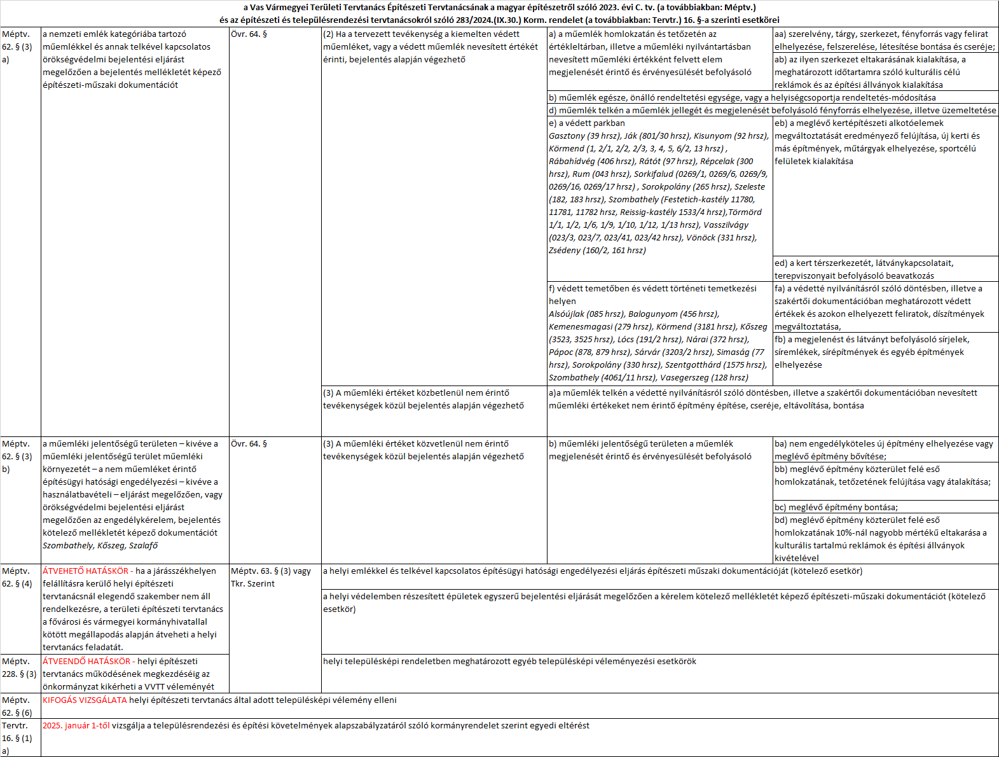 a Vas Vármegyei Területi Tervtanács Építészeti Tervtanácsának a magyar építészetről szóló 2023. évi C. tv. (a továbbiakban: Méptv.)
és az építészeti és településrendezési tervtanácsokról szóló 283/2024.(IX.30.) Korm. rendelet (a továbbiakban: Tervtr.) 16. §-a szerinti esetkörei
Méptv.
62. § (3)
a)
a nemzeti emlék kategóriába tartozó
műemlékkel és annak telkével kapcsolatos
örökségvédelmi bejelentési eljárást
megelőzően a bejelentés mellékletét képező
építészeti-műszaki dokumentációt
Övr. 64. §
(2) Ha a tervezett tevékenység a kiemelten védett
műemléket, vagy a védett műemlék nevesített értékét
érinti, bejelentés alapján végezhető
a) a műemlék homlokzatán és tetőzetén az
értékleltárban, illetve a műemléki nyilvántartásban
nevesített műemléki értékként felvett elem
megjelenését érintő és érvényesülését befolyásoló
aa) szerelvény, tárgy, szerkezet, fényforrás vagy felirat
elhelyezése, felszerelése, létesítése bontása és cseréje;
ab) az ilyen szerkezet eltakarásának kialakítása, a
meghatározott időtartamra szóló kulturális célú
reklámok és az építési állványok kialakítása
b) műemlék egésze, önálló rendeltetési egysége, vagy a helyiségcsoportja rendeltetés-módosítása
d) műemlék telkén a műemlék jellegét és megjelenését befolyásoló fényforrás elhelyezése, illetve üzemeltetése
e) a védett parkban
Gasztony (39 hrsz), Ják (801/30 hrsz), Kisunyom (92 hrsz),
Körmend (1, 2/1, 2/2, 2/3, 3, 4, 5, 6/2, 13 hrsz) ,
Rábahídvég (406 hrsz), Rátót (97 hrsz), Répcelak (300
hrsz), Rum (043 hrsz), Sorkifalud (0269/1, 0269/6, 0269/9,
0269/16, 0269/17 hrsz) , Sorokpolány (265 hrsz), Szeleste
(182, 183 hrsz), Szombathely (Festetich-kastély 11780,
11781, 11782 hrsz, Reissig-kastély 1533/4 hrsz),Törmörd
1/1, 1/2, 1/6, 1/9, 1/10, 1/12, 1/13 hrsz), Vasszilvágy
(023/3, 023/7, 023/41, 023/42 hrsz), Vönöck (331 hrsz),
Zsédeny (160/2, 161 hrsz)
eb) a meglévő kertépítészeti alkotóelemek
megváltoztatását eredményező felújítása, új kerti és
más építmények, műtárgyak elhelyezése, sportcélú
felületek kialakítása
ed) a kert térszerkezetét, látványkapcsolatait,
terepviszonyait befolyásoló beavatkozás
f) védett temetőben és védett történeti temetkezési
helyen
Alsóújlak (085 hrsz), Balogunyom (456 hrsz),
Kemenesmagasi (279 hrsz), Körmend (3181 hrsz), Kőszeg
(3523, 3525 hrsz), Lócs (191/2 hrsz), Nárai (372 hrsz),
Pápoc (878, 879 hrsz), Sárvár (3203/2 hrsz), Simaság (77
hrsz), Sorokpolány (330 hrsz), Szentgotthárd (1575 hrsz),
Szombathely (4061/11 hrsz), Vasegerszeg (128 hrsz)
fa) a védetté nyilvánításról szóló döntésben, illetve a
szakértői dokumentációban meghatározott védett
értékek és azokon elhelyezett feliratok, díszítmények
megváltoztatása,
fb) a megjelenést és látványt befolyásoló sírjelek,
síremlékek, sírépítmények és egyéb építmények
elhelyezése
(3) A műemléki értéket közbetlenül nem érintő
tevékenységek közül bejelentés alapján végezhető
a)a műemlék telkén a védetté nyilvánításról szóló döntésben, illetve a szakértői dokumentációban nevesített
műemléki értékeket nem érintő építmény építése, cseréje, eltávolítása, bontása
Méptv.
62. § (3)
b)
a műemléki jelentőségű területen – kivéve a
műemléki jelentőségű terület műemléki
környezetét – a nem műemléket érintő
építésügyi hatósági engedélyezési – kivéve a
használatbavételi – eljárást megelőzően, vagy
örökségvédelmi bejelentési eljárást
megelőzően az engedélykérelem, bejelentés
kötelező mellékletét képező dokumentációt
Szombathely, Kőszeg, Szalafő
Övr. 64. §
(3) A műemléki értéket közvetlenül nem érintő
tevékenységek közül bejelentés alapján végezhető
b) műemléki jelentőségű területen a műemlék
megjelenését érintő és érvényesülését befolyásoló
ba) nem engedélyköteles új építmény elhelyezése vagy
meglévő építmény bővítése;
bb) meglévő építmény közterület felé eső
homlokzatának, tetőzetének felújítása vagy átalakítása;
bc) meglévő építmény bontása;
bd) meglévő építmény közterület felé eső
homlokzatának 10%-nál nagyobb mértékű eltakarása a
kulturális tartalmú reklámok és építési állványok
kivételével
Méptv.
62. § (4)
ÁTVEHETŐ HATÁSKÖR - ha a járásszékhelyen
felállításra kerülő helyi építészeti
tervtanácsnál elegendő szakember nem áll
rendelkezésre, a területi építészeti tervtanács
a fővárosi és vármegyei kormányhivatallal
kötött megállapodás alapján átveheti a helyi
tervtanács feladatát.
Méptv. 63. § (3) vagy
Tkr. Szerint
a helyi emlékkel és telkével kapcsolatos építésügyi hatósági engedélyezési eljárás építészeti műszaki dokumentációját (kötelező esetkör)
a helyi védelemben részesített épületek egyszerű bejelentési eljárását megelőzően a kérelem kötelező mellékletét képező építészeti-műszaki dokumentációt (kötelező
esetkör)
Méptv.
228. § (3)
ÁTVEENDŐ HATÁSKÖR - helyi építészeti
tervtanács működésének megkezdéséig az
önkormányzat kikérheti a VVTT véleményét
helyi településképi rendeletben meghatározott egyéb településképi véleményezési esetkörök
Méptv.
62. § (6)
KIFOGÁS VIZSGÁLATA helyi építészeti tervtanács által adott településképi vélemény elleni
Tervtr.
16. § (1)
a)
2025. január 1-től vizsgálja a településrendezési és építési követelmények alapszabályzatáról szóló kormányrendelet szerint egyedi eltérést